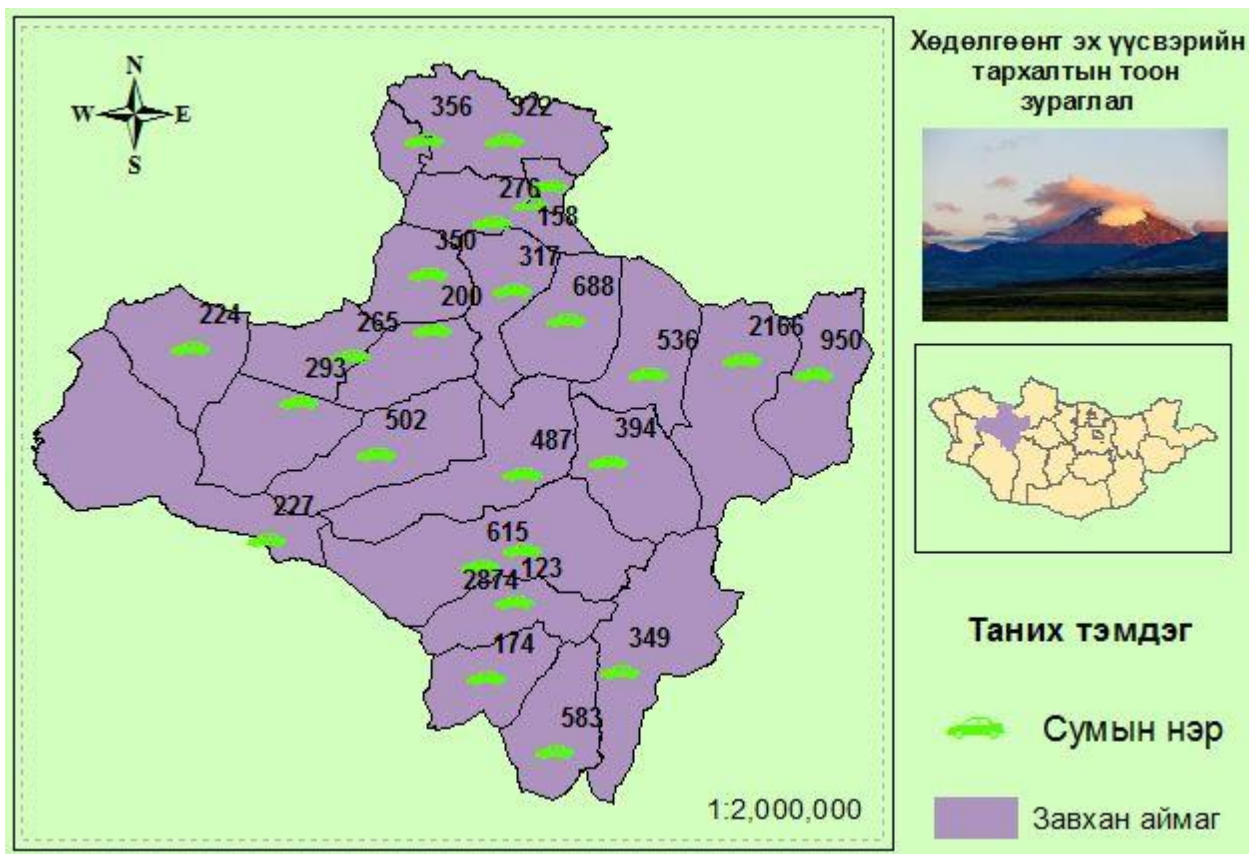 Хөдөлгөөнт эх үүсвэрийн
тархалтын тоон
зураглал
N
W E
S
356 322
276
158
350 317
200 688
224 265 536 2166 950
293
502 487 394
227
615
123
2874
174 349
583
1:2,000,000
Таних тэмдэг
Сумын нэр
Завхан аймаг